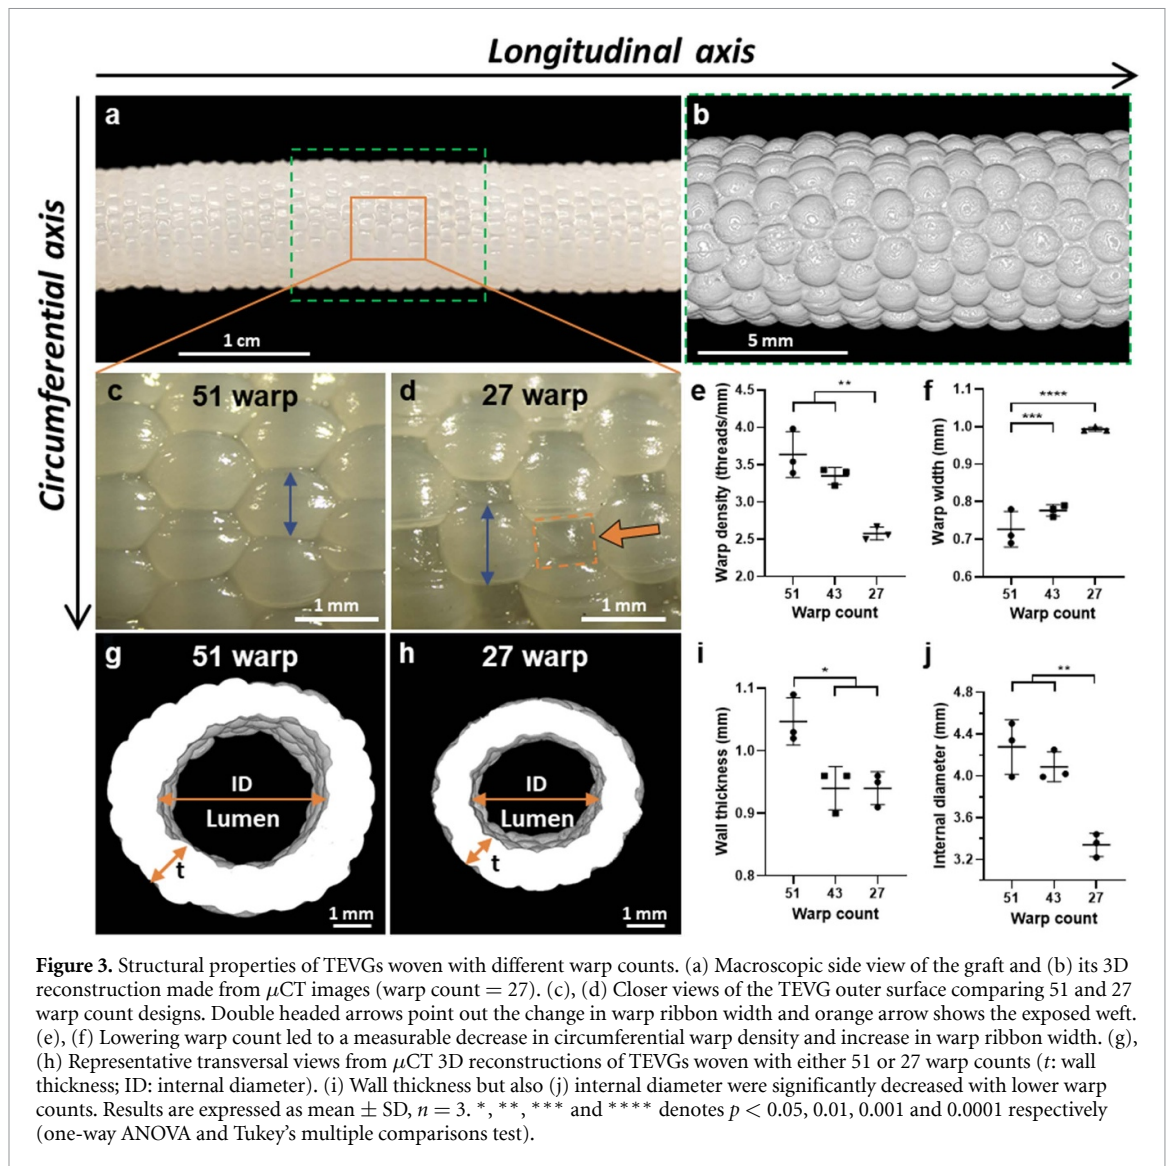 Longitudinal axis
Circumferential axis
a
1 cm
b
5 mm
c
51 warp
1 mm
d
27 warp
1 mm
e
Warp density (threads/mm)
4.5
4.0
3.5
3.0
2.5
2.0
**
51 43 27
Warp count
f
Warp width (mm)
1.1
1.0
0.9
0.8
0.7
0.6
****
***
51 43 27
Warp count
g
51 warp
ID
Lumen
t
1 mm
h
27 warp
ID
Lumen
t
1 mm
i
Wall thickness (mm)
1.1
1.0
0.9
0.8
*
51 43 27
Warp count
j
Internal diameter (mm)
4.8
4.4
4.0
3.6
3.2
**
51 43 27
Warp count
Figure 3. Structural properties of TEVGs woven with different warp counts. (a) Macroscopic side view of the graft and (b) its 3D
reconstruction made from μCT images (warp count = 27). (c), (d) Closer views of the TEVG outer surface comparing 51 and 27
warp count designs. Double headed arrows point out the change in warp ribbon width and orange arrow shows the exposed weft.
(e), (f) Lowering warp count led to a measurable decrease in circumferential warp density and increase in warp ribbon width. (g),
(h) Representative transversal views from μCT 3D reconstructions of TEVGs woven with either 51 or 27 warp counts (t: wall
thickness; ID: internal diameter). (i) Wall thickness but also (j) internal diameter were significantly decreased with lower warp
counts. Results are expressed as mean ± SD, n = 3. *, **, *** and **** denotes p < 0.05, 0.01, 0.001 and 0.0001 respectively
(one-way ANOVA and Tukey's multiple comparisons test).